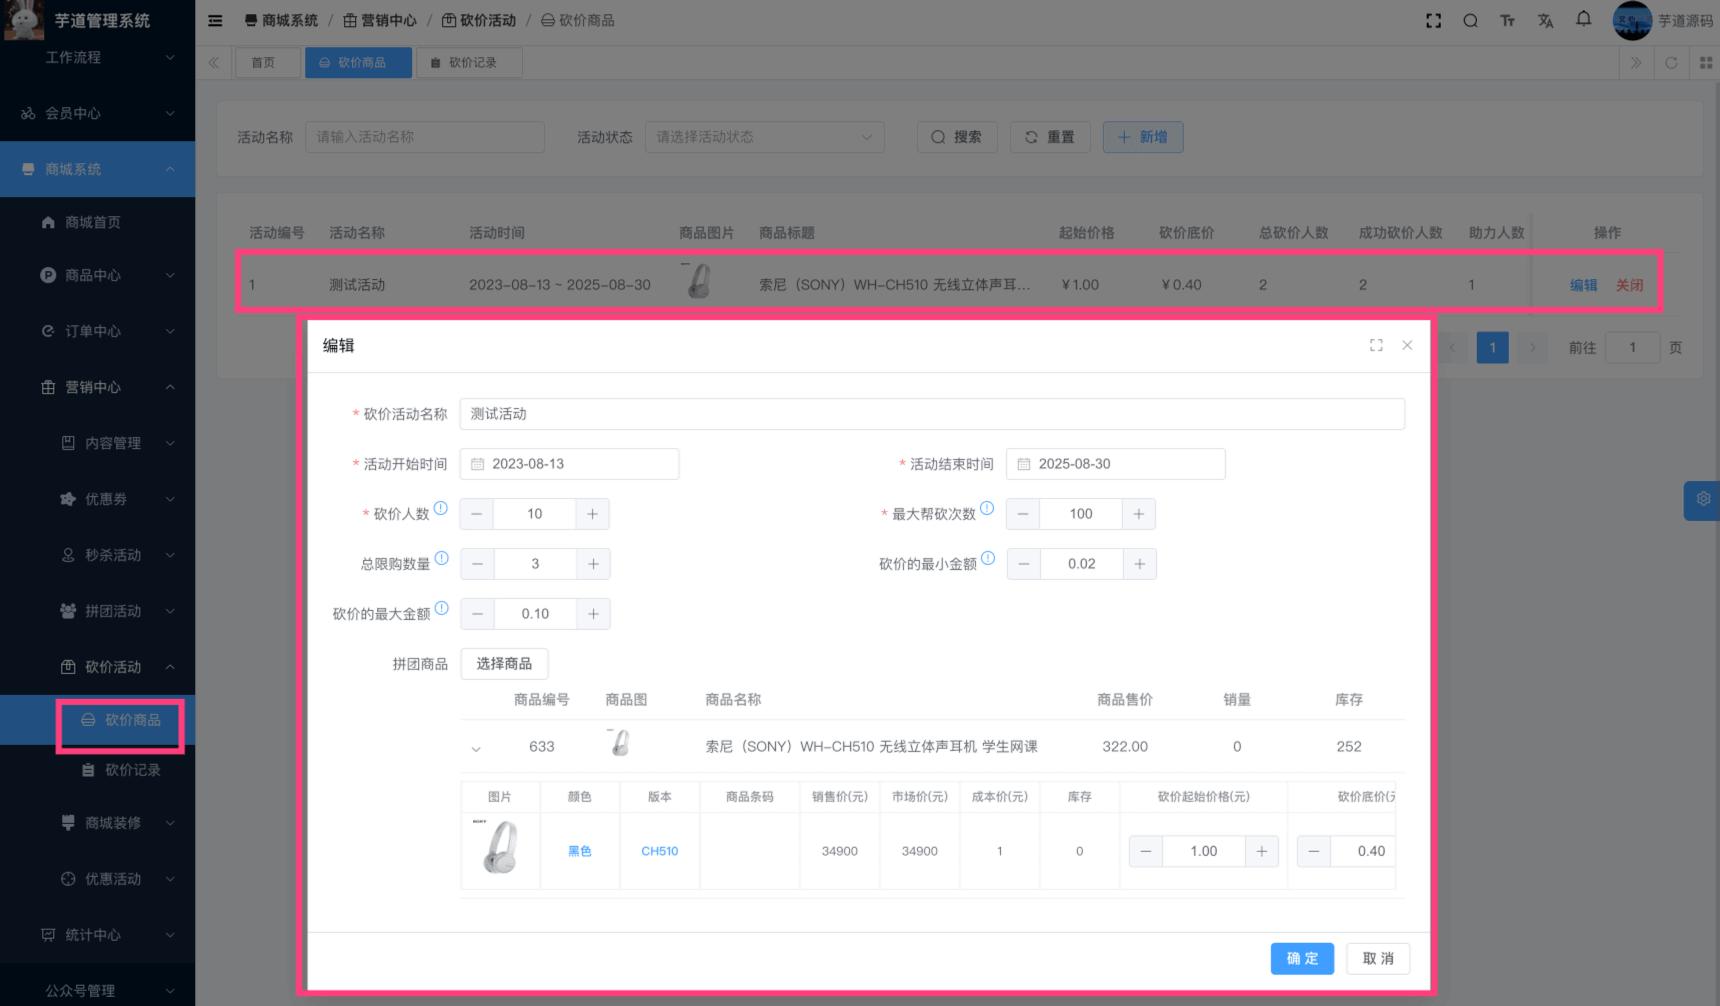 芋道管理系统
商城系统 / 营销中心 / 砍价活动 / 砍价商品
芋道源码
首页
砍价商品
砍价记录
工作流程
会员中心
商城系统
商城首页
商品中心
订单中心
营销中心
内容管理
优惠券
秒杀活动
拼团活动
砍价活动
砍价商品
砍价记录
商城装修
优惠活动
统计中心
公众号管理
活动名称 请输入活动名称 活动状态 请选择活动状态 搜索 重置 新增
活动编号 活动名称 活动时间 商品图片 商品标题 起始价格 砍价底价 总砍价人数 成功砍价人数 助力人数 操作
1 测试活动 2023-08-13 ~ 2025-08-30 索尼（SONY）WH-CH510 无线立体声耳... ¥1.00 ¥0.40 2 2 1 编辑 关闭
1 前往 1 页
编辑
* 砍价活动名称 测试活动
* 活动开始时间 2023-08-13 * 活动结束时间 2025-08-30
* 砍价人数 10 * 最大帮砍次数 100
总限购数量 3 砍价的最小金额 0.02
砍价的最大金额 0.10
拼团商品 选择商品
商品编号 商品图 商品名称 商品售价 销量 库存
633 索尼（SONY）WH-CH510 无线立体声耳机 学生网课 322.00 0 252
图片 颜色 版本 商品条码 销售价(元) 市场价(元) 成本价(元) 库存 砍价起始价格(元) 砍价底价(
SONY
黑色 CH510 34900 34900 1 0 1.00 0.40
确定 取消